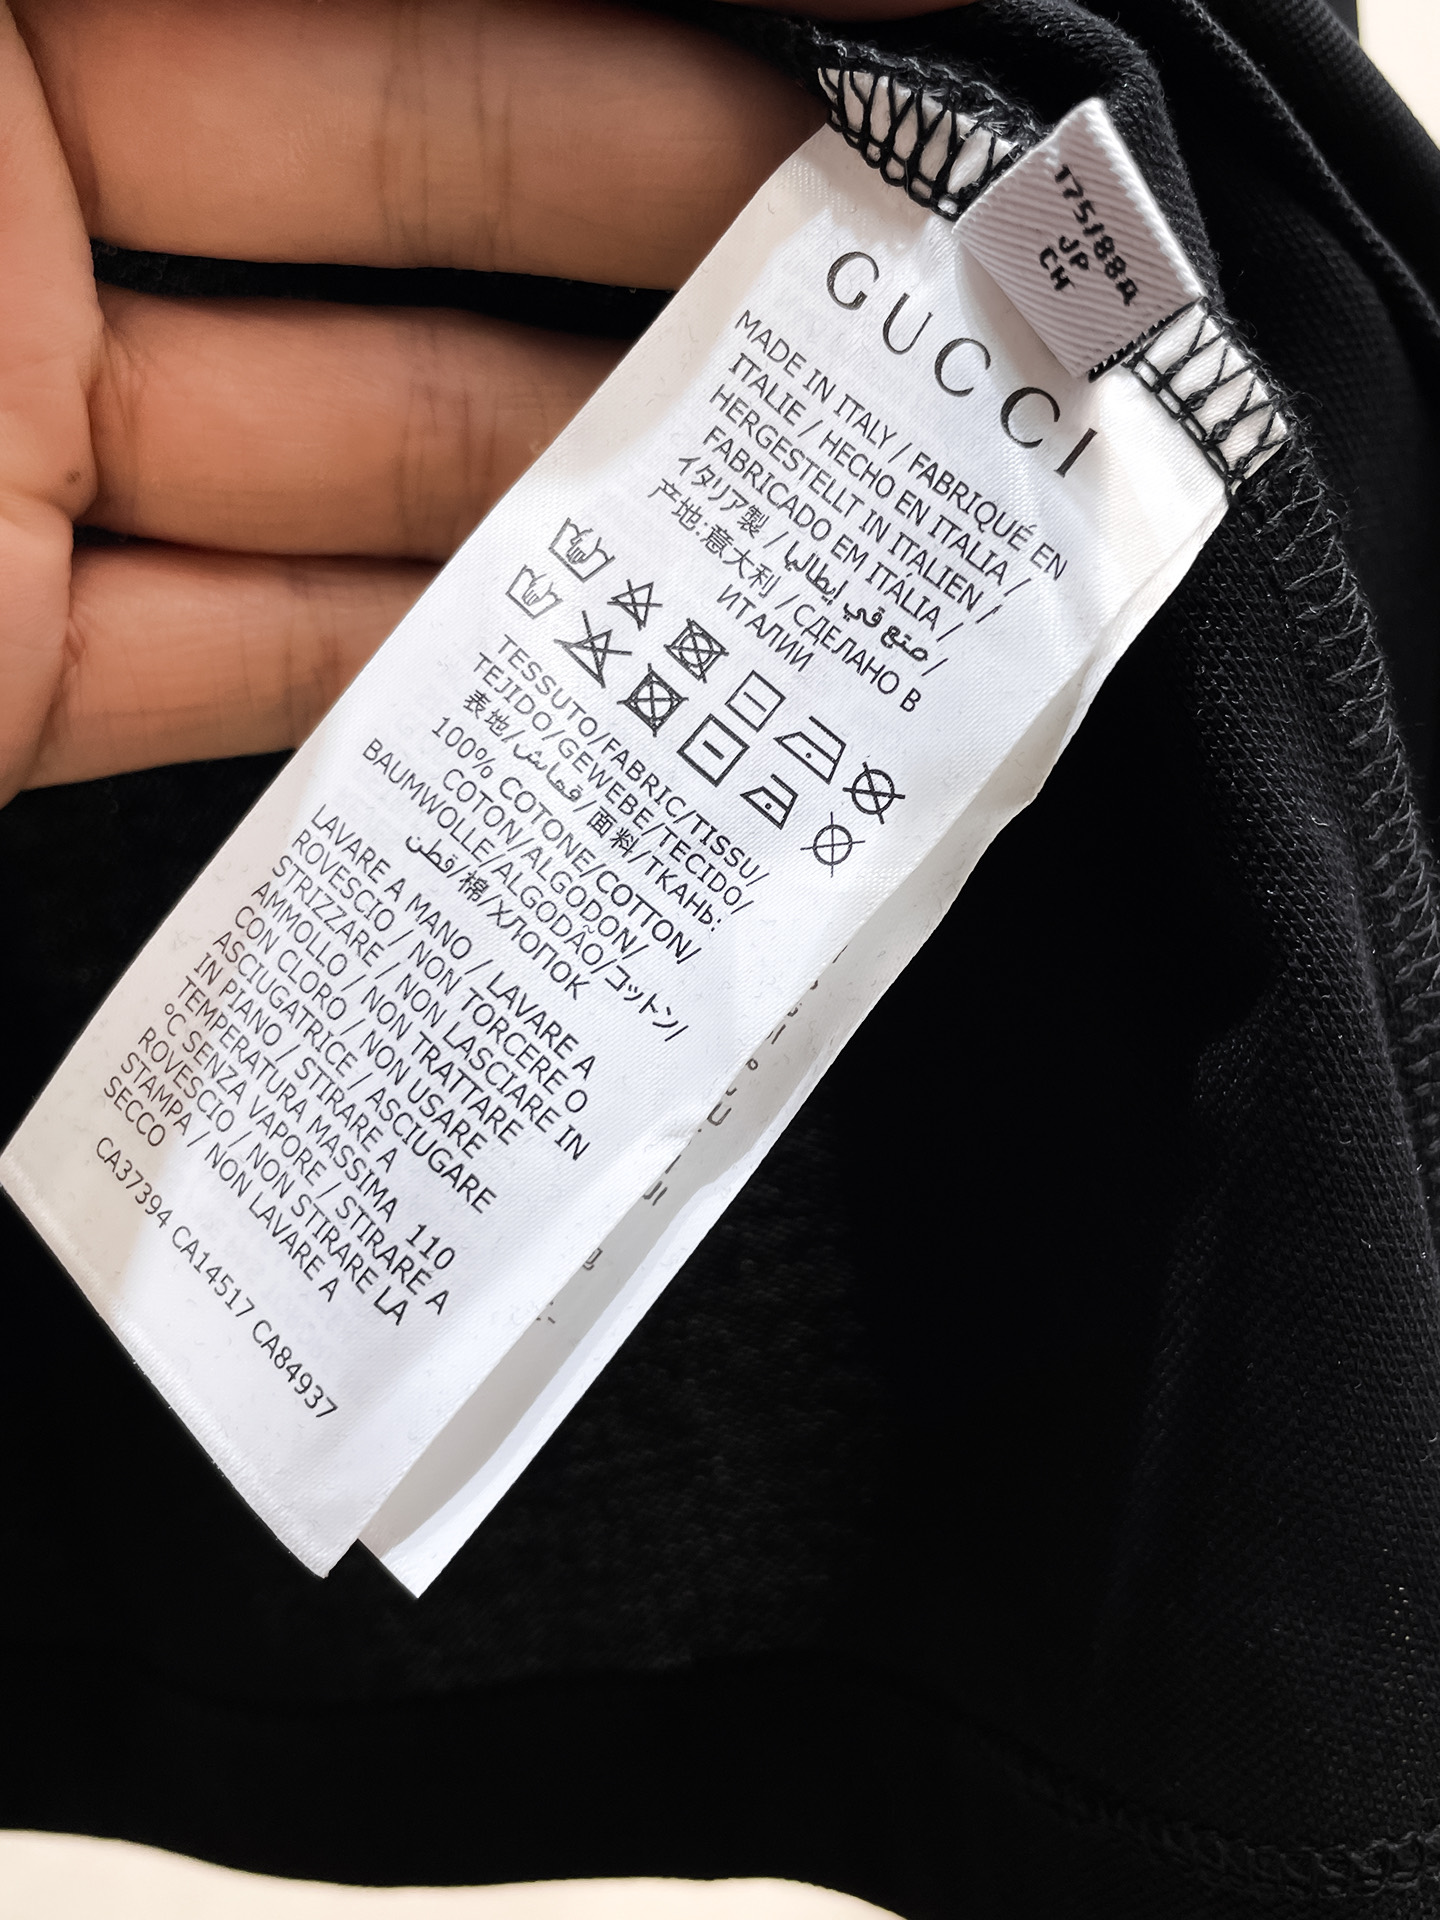 175/88A
JP
CH
GUCCI
MADE IN ITALY / FABRIQUÉ EN
ITALIE / HECHO EN ITALIA /
HERGESTELLT IN ITALIEN /
FABRICADO EM ITÁLIA /
イタリア製 / صنع في إيطاليا /
产地:意大利 / СДЕЛАНО В
ИТАЛИИ
TESSUTO/FABRIC/TISSU/
TEJIDO/GEWEBE/TECIDO/
表地/قماش/面料/ТКАНЬ:
100% COTONE/COTTON/
COTON/ALGODON/
BAUMWOLLE/ALGODÃO/コットン/
قطن/棉/ХЛОПОК
LAVARE A MANO / LAVARE A
ROVESCIO / NON TORCERE O
STRIZZARE / NON LASCIARE IN
AMMOLLO / NON TRATTARE
CON CLORO / NON USARE
ASCIUGATRICE / ASCIUGARE
IN PIANO / STIRARE A
TEMPERATURA MASSIMA 110
°C SENZA VAPORE / STIRARE A
ROVESCIO / NON STIRARE LA
STAMPA / NON LAVARE A
SECCO
CA37394 CA14517 CA84937